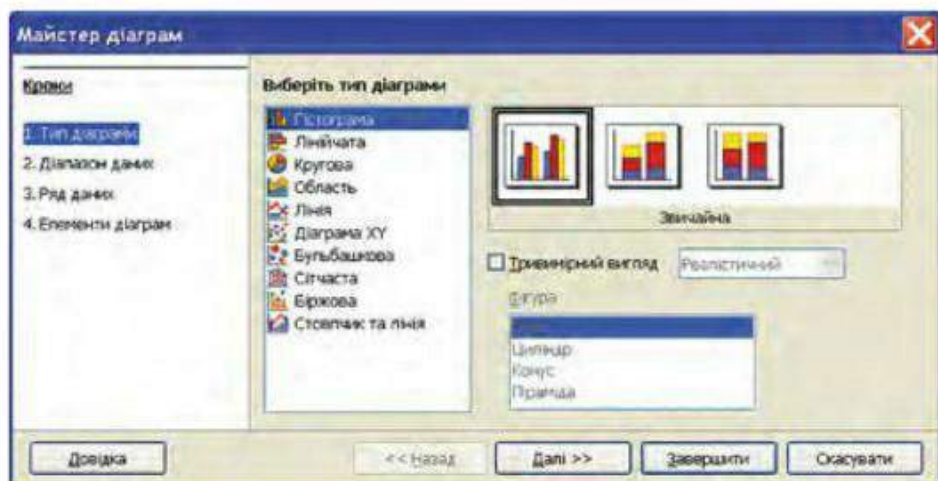 Майстер діаграм
Кроки
1. Тип діаграми
2. Діапазон даних
3. Ряд даних
4. Елементи діаграм
Виберіть тип діаграми
Гістограма
Лінійчата
Кругова
Область
Лінія
Діаграма XY
Бульбашкова
Сітчаста
Біржова
Стовпчик та лінія
Звичайна
Тривимірний вигляд
Реалістичний
Фігура
Циліндр
Конус
Піраміда
Довідка
<< Назад
Далі >>
Завершити
Скасувати